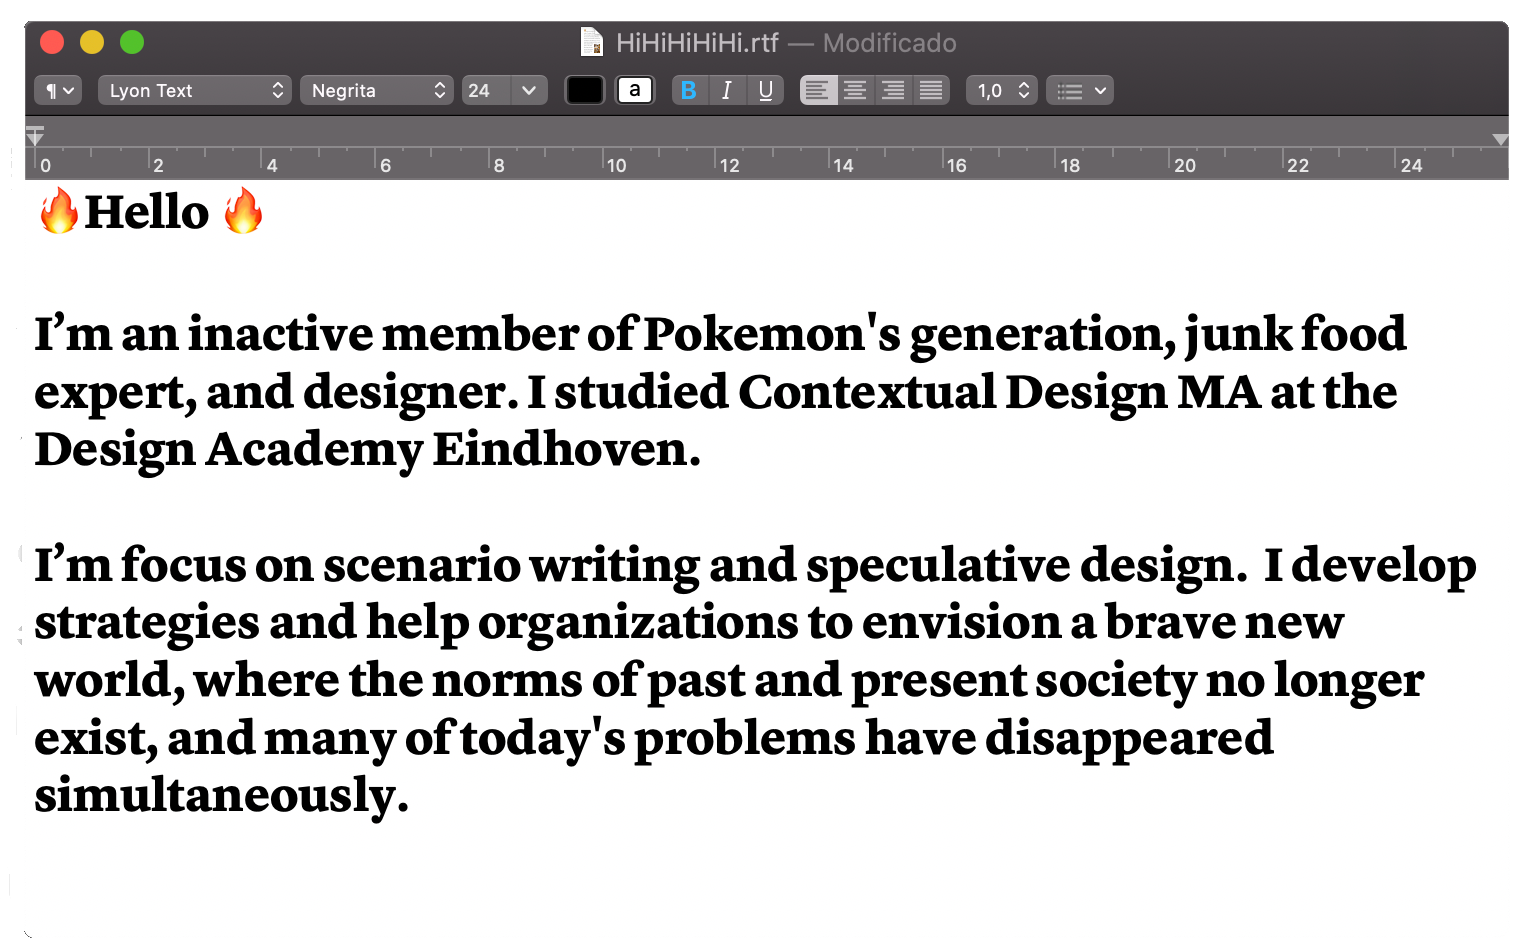 HiHiHiHiHi.rtf — Modificado
¶ Lyon Text Negrita 24 a B I U 1,0
0 2 4 6 8 10 12 14 16 18 20 22 24
🔥Hello 🔥
I’m an inactive member of Pokemon's generation, junk food
expert, and designer. I studied Contextual Design MA at the
Design Academy Eindhoven.
I’m focus on scenario writing and speculative design.  I develop
strategies and help organizations to envision a brave new
world, where the norms of past and present society no longer
exist, and many of today's problems have disappeared
simultaneously.